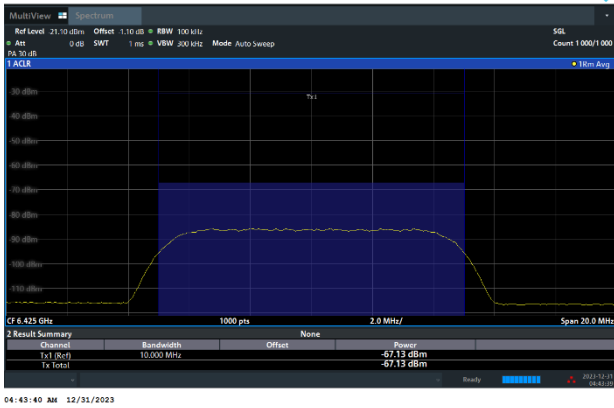 MultiView Spectrum
Ref Level -21.10 dBm Offset -1.10 dB RBW 100 kHz SGL
Att 0 dB SWT 1 ms VBW 300 kHz Mode Auto Sweep Count 1000/1000
PA 30 dB
1 ACLR 1Rm Avg
Tx1
-30 dBm
-40 dBm
-50 dBm
-60 dBm
-70 dBm
-80 dBm
-90 dBm
-100 dBm
-110 dBm
CF 6.425 GHz 1000 pts 2.0 MHz/ Span 20.0 MHz
2 Result Summary None
Channel Bandwidth Offset Power
Tx1 (Ref) 10.000 MHz -67.13 dBm
Tx Total -67.13 dBm
Ready 2023-12-31
04:43:39
04:43:40 AM 12/31/2023